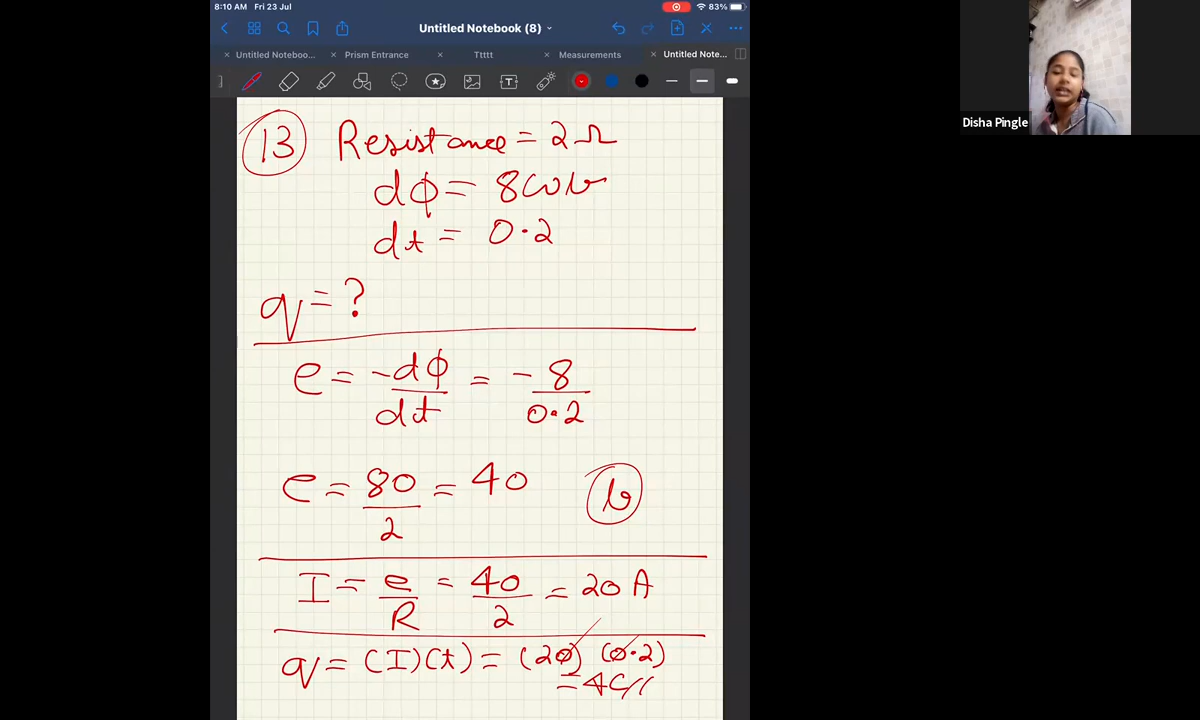 8:10 AM Fri 23 Jul
83%
Untitled Notebook (8)
Untitled Noteboo...
Prism Entrance
Ttttt
Measurements
Untitled Note...
Disha Pingle
13 Resistance = 2Ω
dϕ = 8 wb
dt = 0.2
q = ?
e = -dϕ/dt = -8/0.2
e = 80/2 = 40 b
I = e/R = 40/2 = 20 A
q = (I)(t) = (20) (0.2)
= 4C//